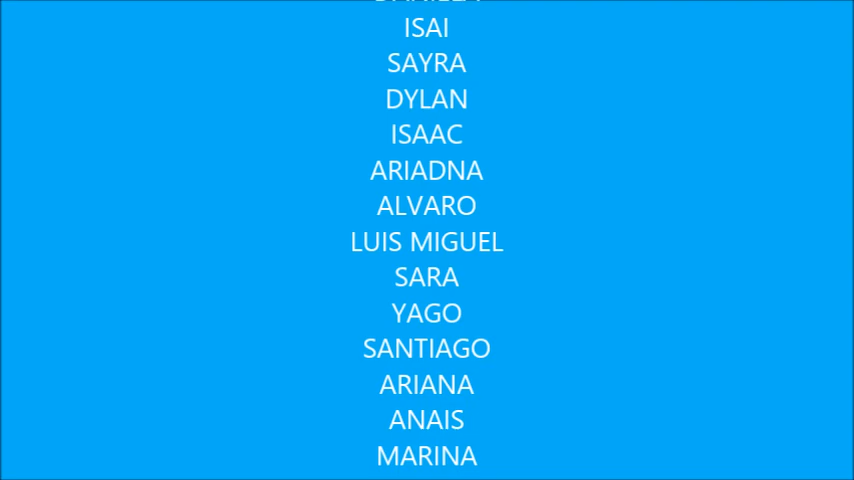 ISAI
SAYRA
DYLAN
ISAAC
ARIADNA
ALVARO
LUIS MIGUEL
SARA
YAGO
SANTIAGO
ARIANA
ANAIS
MARINA